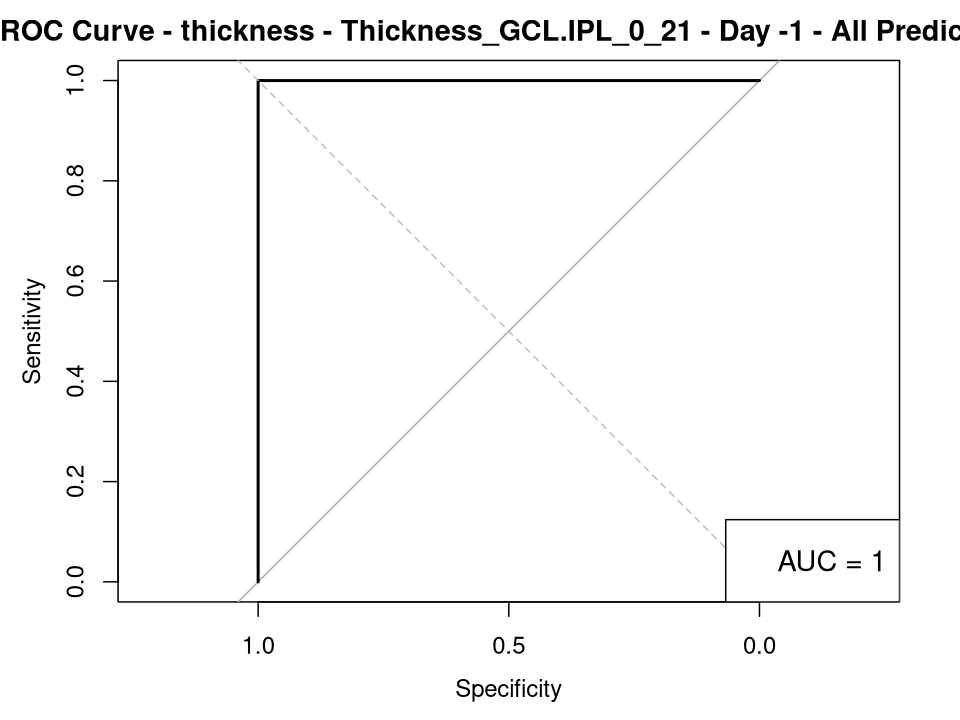 ROC Curve - thickness - Thickness_GCL.IPL_0_21 - Day -1 - All Predic
1.0
0.8
0.6
0.4
0.2
0.0
Sensitivity
AUC = 1
1.0 0.5 0.0
Specificity